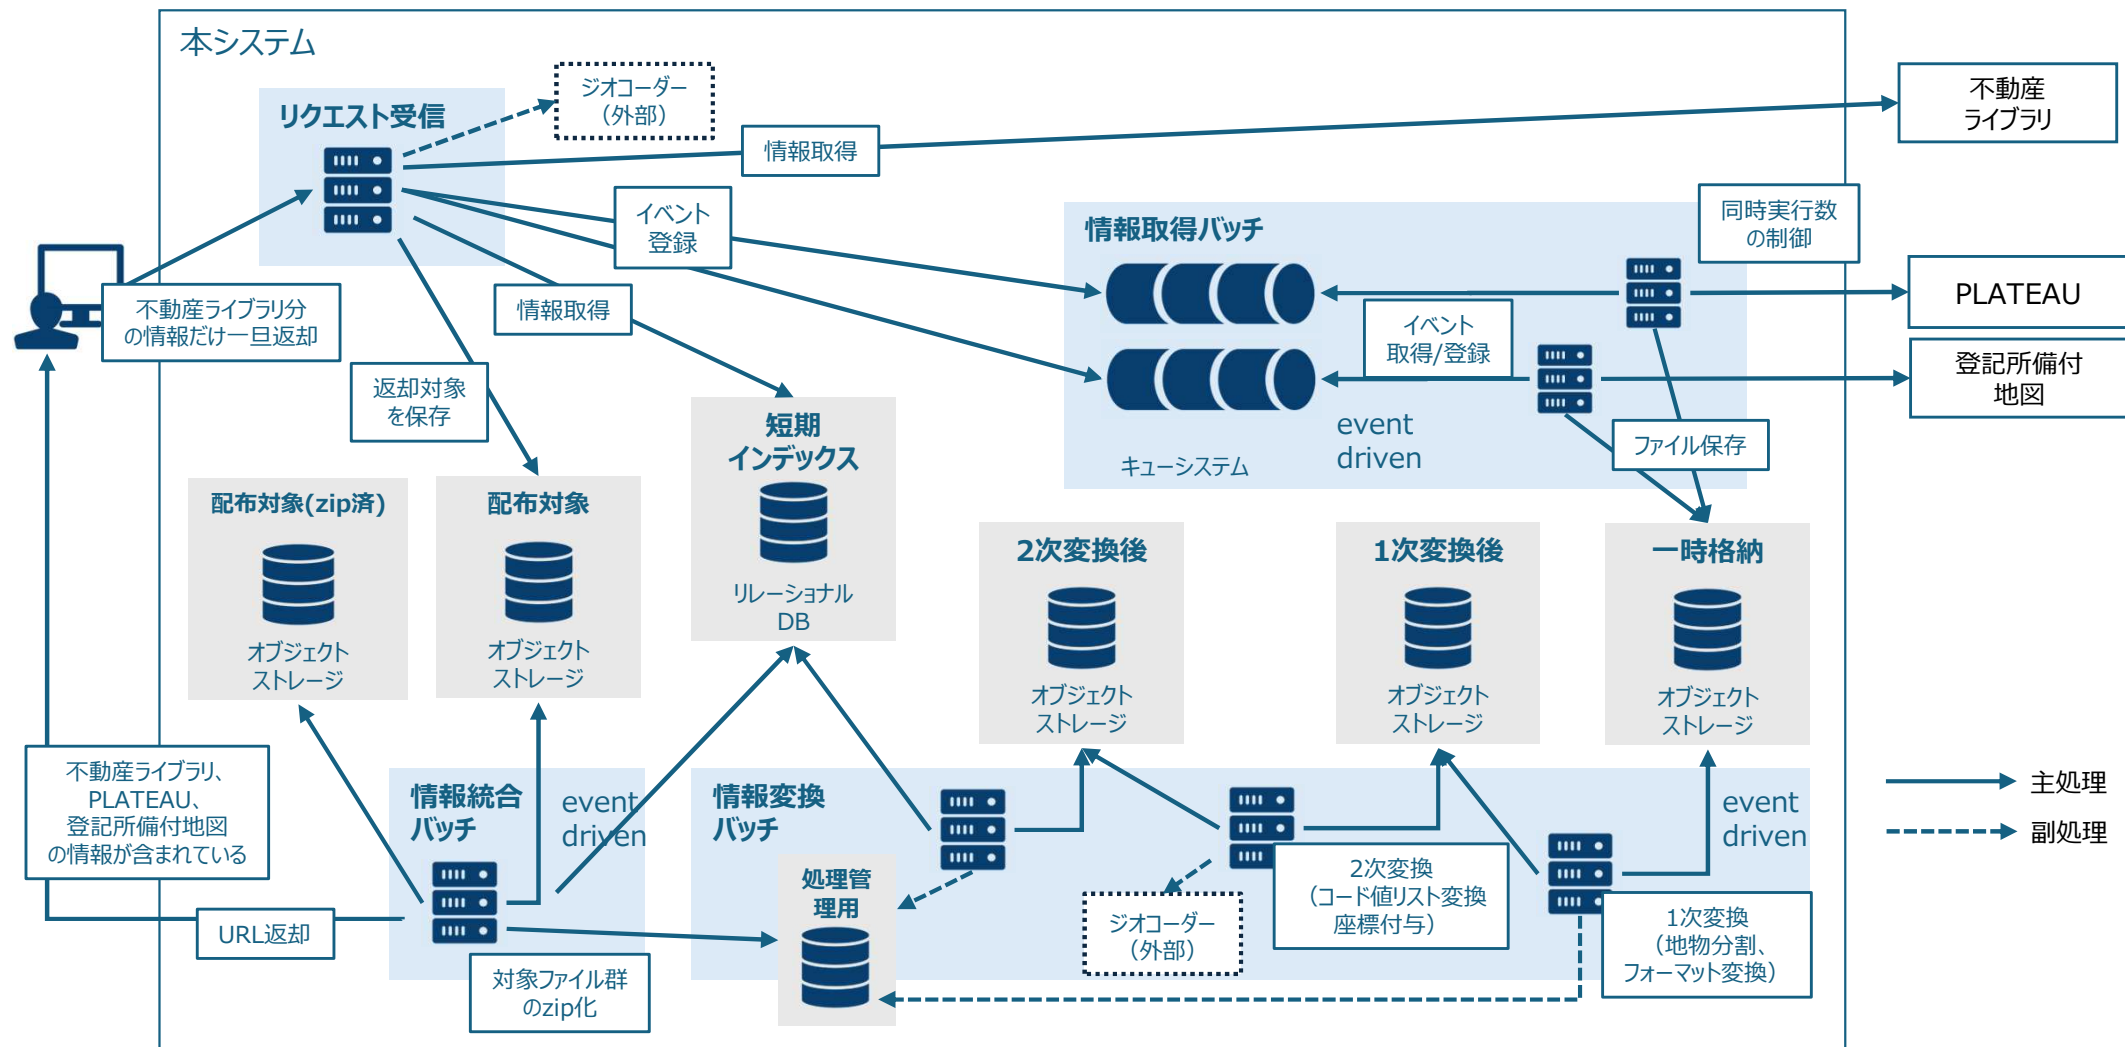 本システム
ジオコーダー
（外部）
不動産
ライブラリ
リクエスト受信
情報取得
イベント
登録
同時実行数
の制御
情報取得バッチ
不動産ライブラリ分
の情報だけ一旦返却
情報取得
イベント
取得/登録
PLATEAU
登記所備付
地図
返却対象
を保存
短期
インデックス
event
driven
キューシステム
ファイル保存
配布対象(zip済)
配布対象
リレーショナル
DB
2次変換後
1次変換後
一時格納
オブジェクト
ストレージ
オブジェクト
ストレージ
オブジェクト
ストレージ
オブジェクト
ストレージ
オブジェクト
ストレージ
不動産ライブラリ、
PLATEAU、
登記所備付地図
の情報が含まれている
情報統合
バッチ
event
driven
情報変換
バッチ
event
driven
主処理
副処理
処理管
理用
2次変換
（コード値リスト変換
座標付与）
ジオコーダー
（外部）
1次変換
（地物分割、
フォーマット変換）
URL返却
対象ファイル群
のzip化